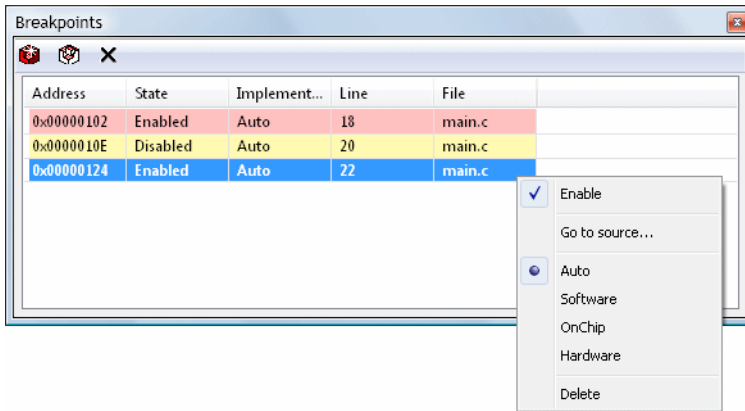 Breakpoints
Address State Implement... Line File
0x00000102 Enabled Auto 18 main.c
0x0000010E Disabled Auto 20 main.c
0x00000124 Enabled Auto 22 main.c
Enable
Go to source...
Auto
Software
OnChip
Hardware
Delete